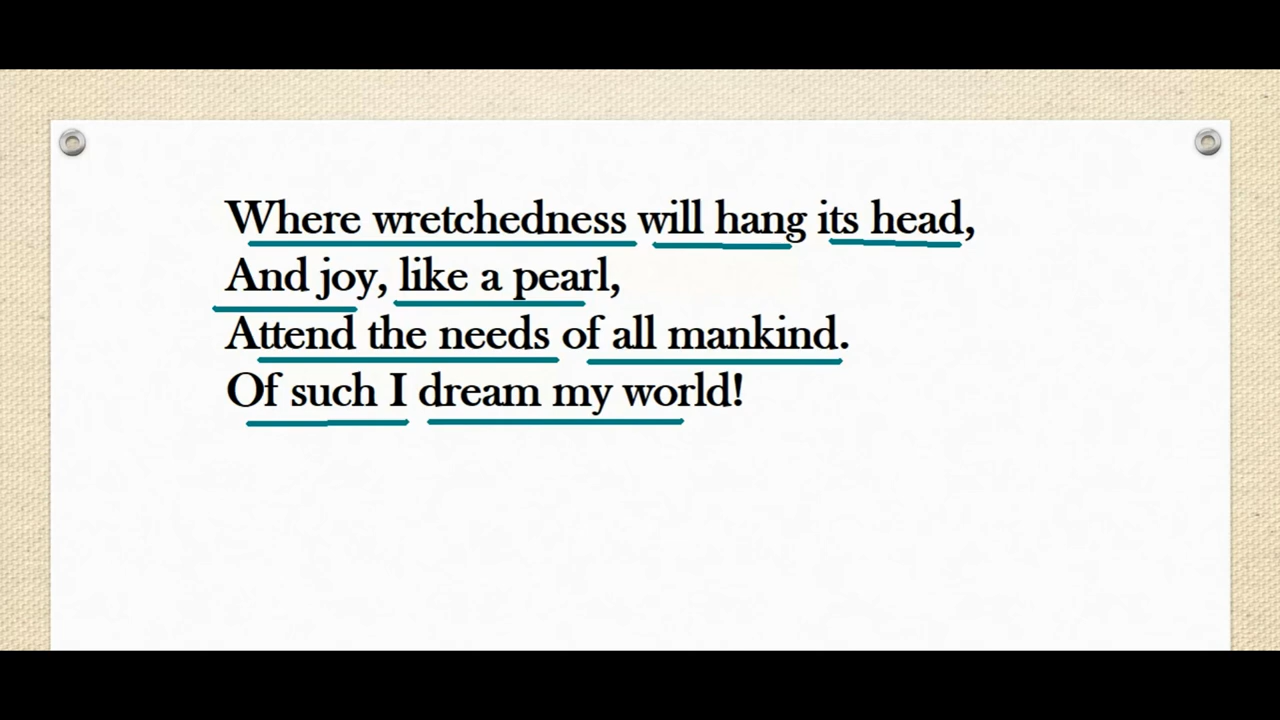 Where wretchedness will hang its head,
And joy, like a pearl,
Attend the needs of all mankind.
Of such I dream my world!